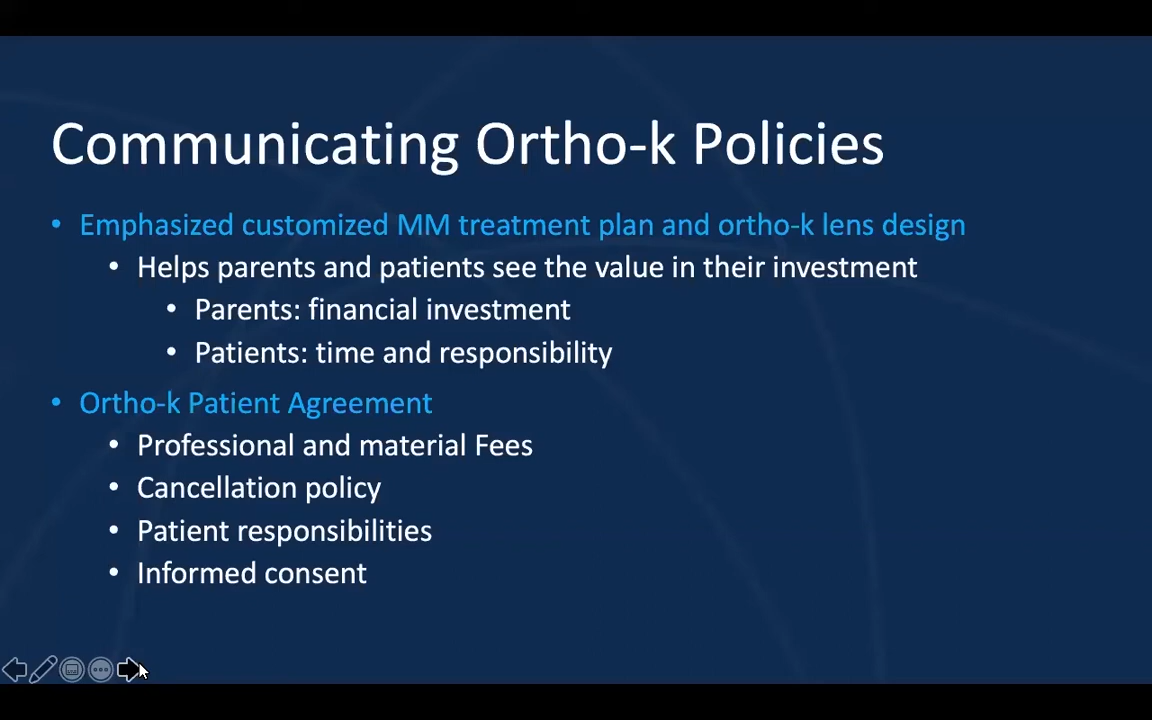 Communicating Ortho-k Policies
• Emphasized customized MM treatment plan and ortho-k lens design
• Helps parents and patients see the value in their investment
• Parents: financial investment
• Patients: time and responsibility
• Ortho-k Patient Agreement
• Professional and material Fees
• Cancellation policy
• Patient responsibilities
• Informed consent